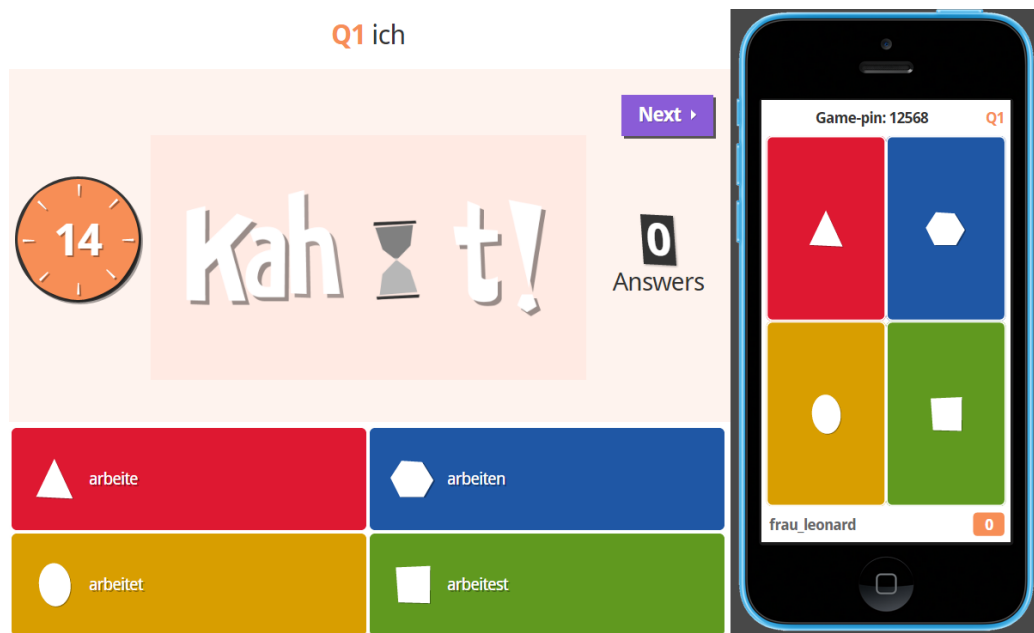 Q1 ich
Next
14
Kah t!
0
Answers
arbeite
arbeiten
arbeitet
arbeitest
Game-pin: 12568
Q1
frau_leonard
0